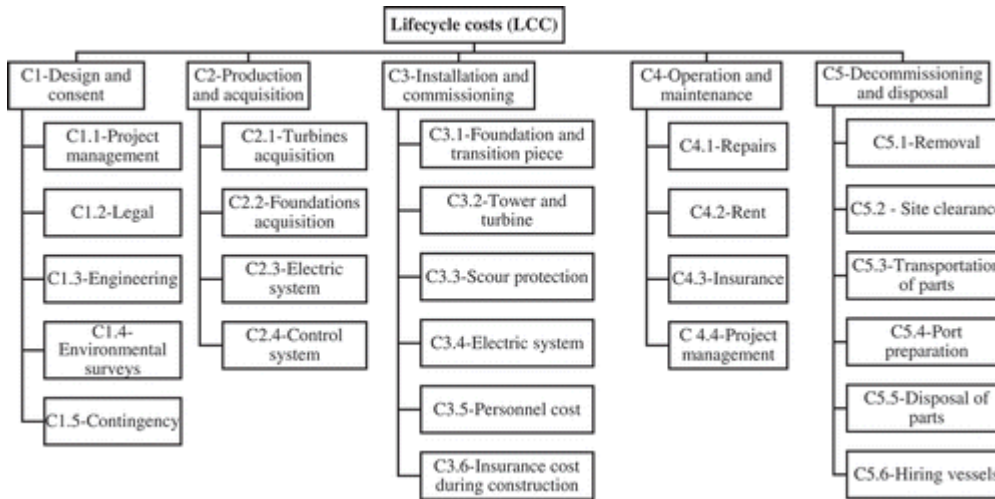 Lifecycle costs (LCC)
C1-Design and
consent
C1.1-Project
management
C1.2-Legal
C1.3-Engineering
C1.4-
Environmental
surveys
C1.5-Contingency
C2-Production
and acquisition
C2.1-Turbines
acquisition
C2.2-Foundations
acquisition
C2.3-Electric
system
C2.4-Control
system
C3-Installation and
commissioning
C3.1-Foundation and
transition piece
C3.2-Tower and
turbine
C3.3-Scour protection
C3.4-Electric system
C3.5-Personnel cost
C3.6-Insurance cost
during construction
C4-Operation and
maintenance
C4.1-Repairs
C4.2-Rent
C4.3-Insurance
C 4.4-Project
management
C5-Decommissioning
and disposal
C5.1-Removal
C5.2 - Site clearance
C5.3-Transportation
of parts
C5.4-Port
preparation
C5.5-Disposal of
parts
C5.6-Hiring vessels